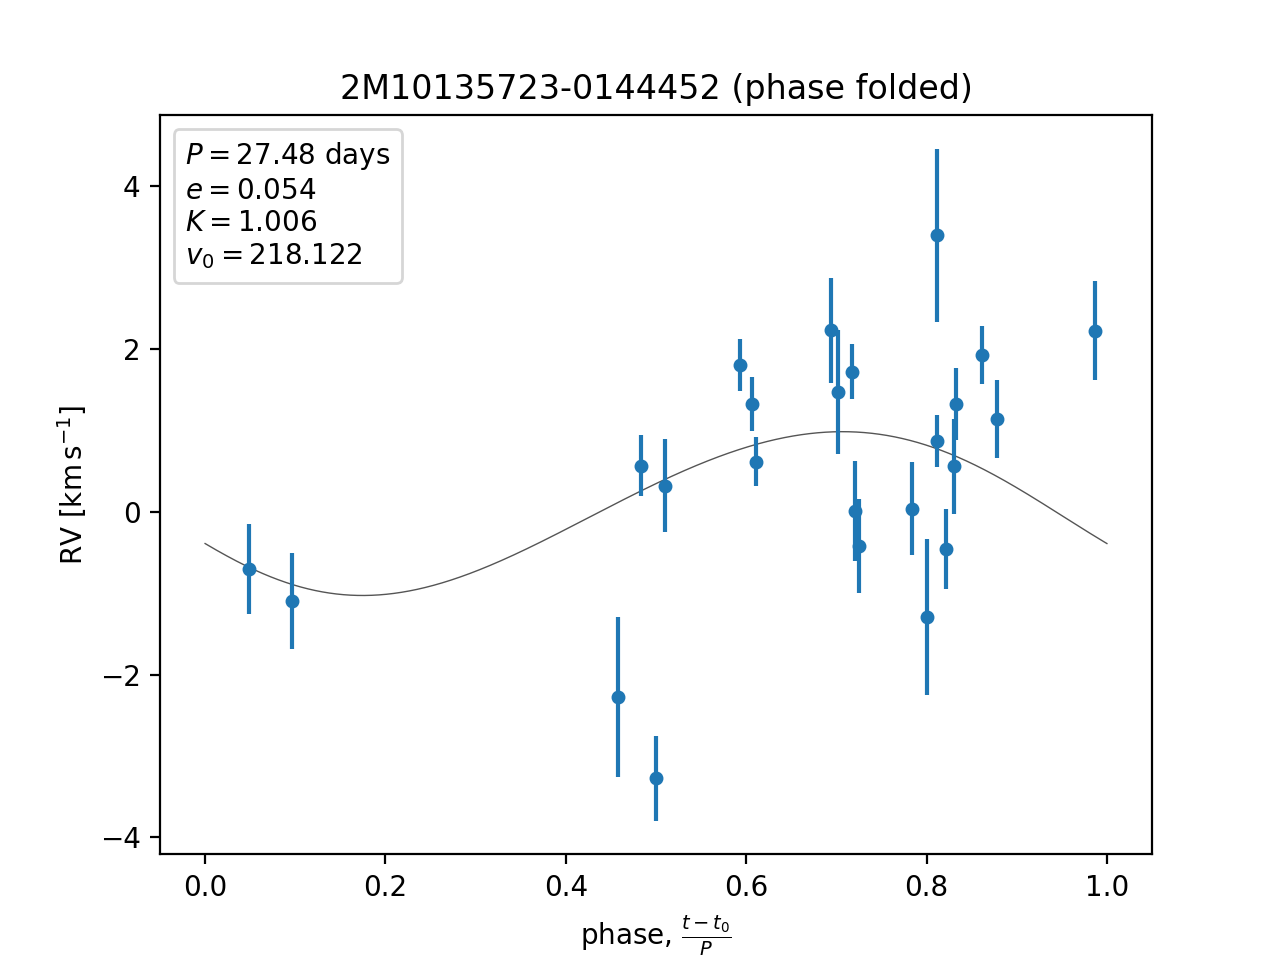 2M10135723-0144452 (phase folded)
P = 27.48 days
e = 0.054
K = 1.006
v₀ = 218.122
RV [km s⁻¹]
4
2
0
−2
−4
0.0 0.2 0.4 0.6 0.8 1.0
phase, (t − t₀)/P